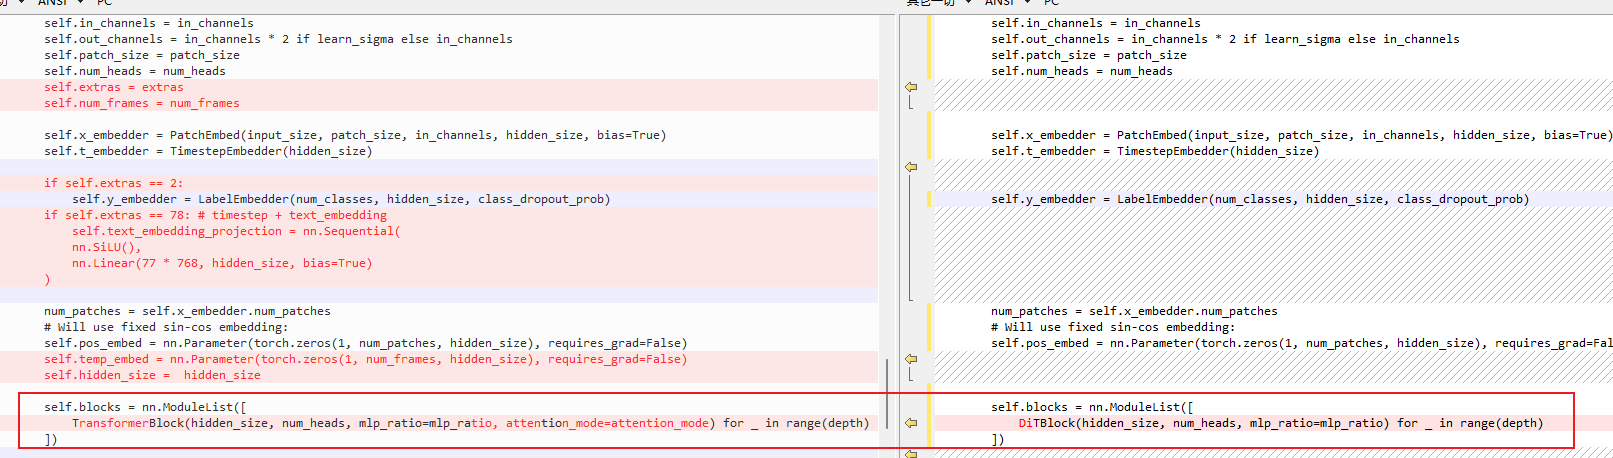 切 ANSI PC
self.in_channels = in_channels
self.out_channels = in_channels * 2 if learn_sigma else in_channels
self.patch_size = patch_size
self.num_heads = num_heads
self.extras = extras
self.num_frames = num_frames
self.x_embedder = PatchEmbed(input_size, patch_size, in_channels, hidden_size, bias=True)
self.t_embedder = TimestepEmbedder(hidden_size)
if self.extras == 2:
self.y_embedder = LabelEmbedder(num_classes, hidden_size, class_dropout_prob)
if self.extras == 78: # timestep + text_embedding
self.text_embedding_projection = nn.Sequential(
nn.SiLU(),
nn.Linear(77 * 768, hidden_size, bias=True)
)
num_patches = self.x_embedder.num_patches
# Will use fixed sin-cos embedding:
self.pos_embed = nn.Parameter(torch.zeros(1, num_patches, hidden_size), requires_grad=False)
self.temp_embed = nn.Parameter(torch.zeros(1, num_frames, hidden_size), requires_grad=False)
self.hidden_size =  hidden_size
self.blocks = nn.ModuleList([
TransformerBlock(hidden_size, num_heads, mlp_ratio=mlp_ratio, attention_mode=attention_mode) for _ in range(depth)
])
其它一切 ANSI PC
self.in_channels = in_channels
self.out_channels = in_channels * 2 if learn_sigma else in_channels
self.patch_size = patch_size
self.num_heads = num_heads
self.x_embedder = PatchEmbed(input_size, patch_size, in_channels, hidden_size, bias=True)
self.t_embedder = TimestepEmbedder(hidden_size)
self.y_embedder = LabelEmbedder(num_classes, hidden_size, class_dropout_prob)
num_patches = self.x_embedder.num_patches
# Will use fixed sin-cos embedding:
self.pos_embed = nn.Parameter(torch.zeros(1, num_patches, hidden_size), requires_grad=Fal
self.blocks = nn.ModuleList([
DiTBlock(hidden_size, num_heads, mlp_ratio=mlp_ratio) for _ in range(depth)
])